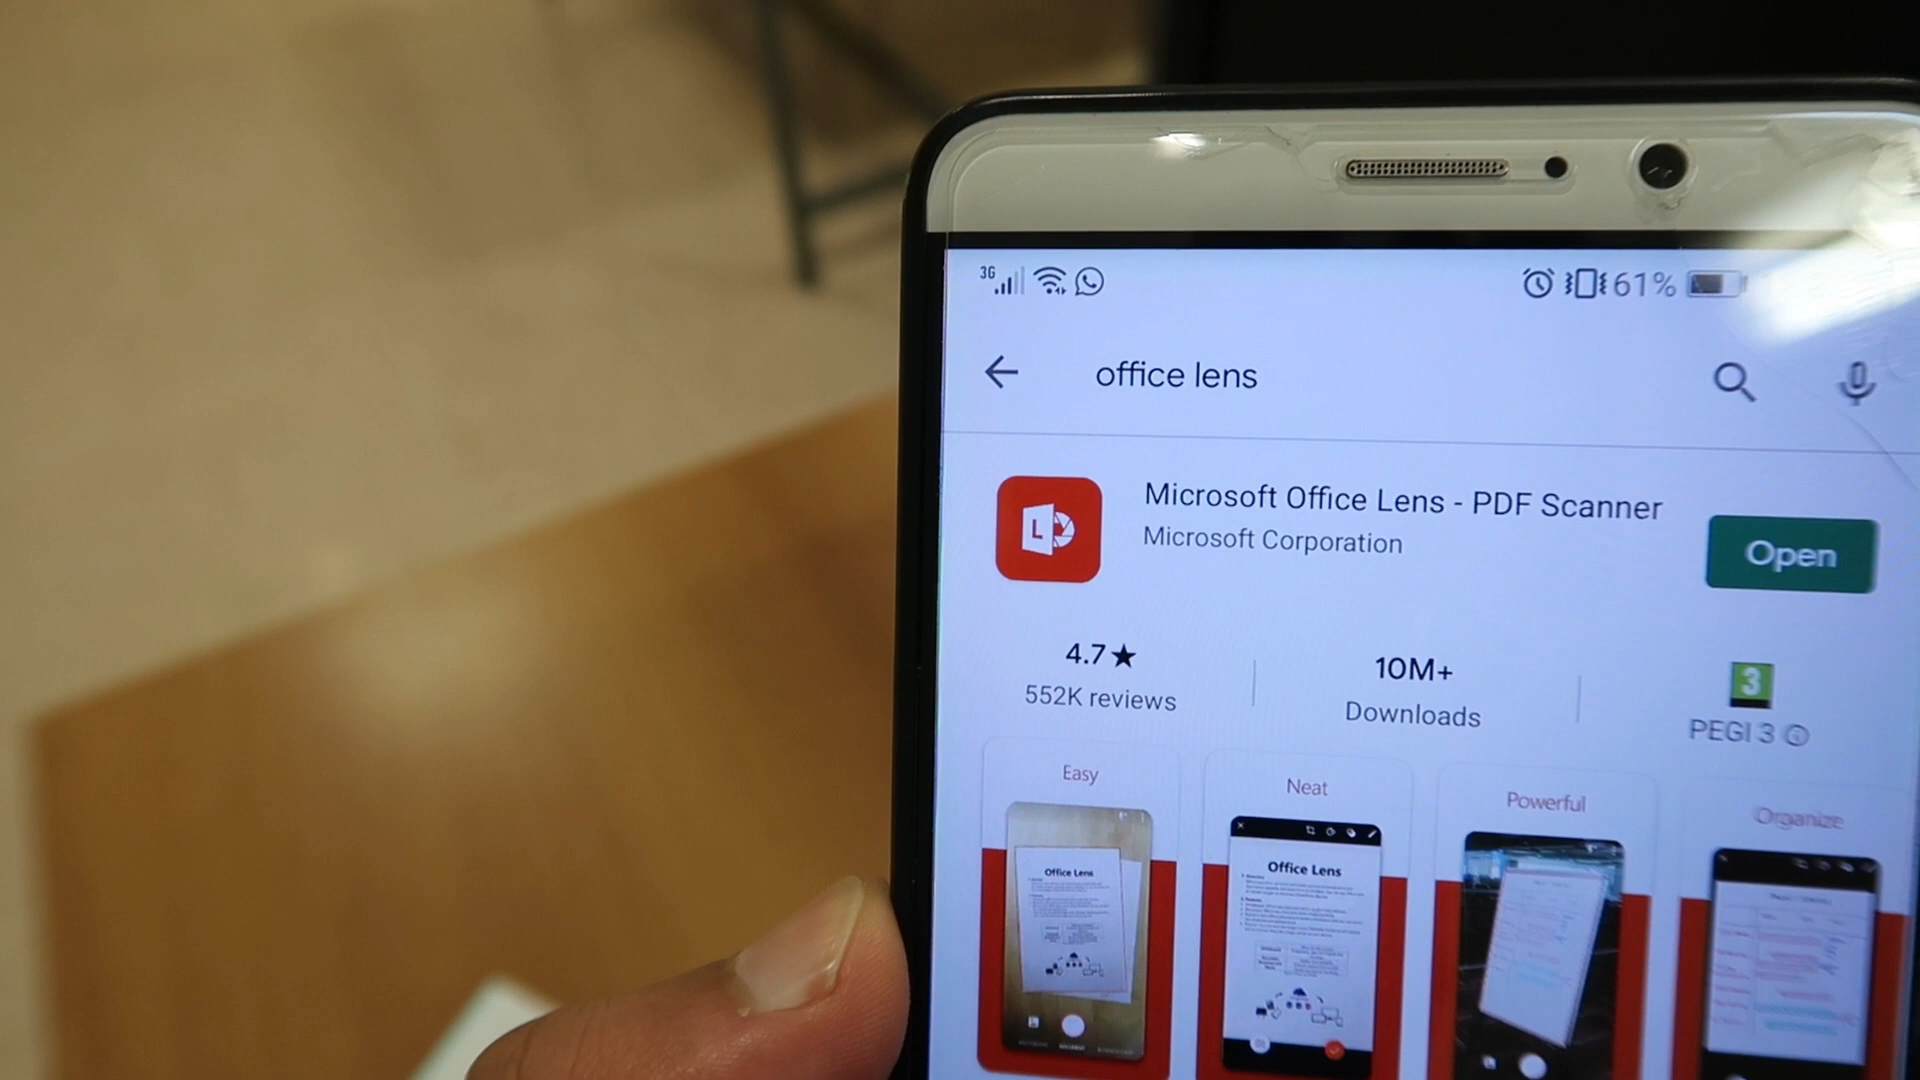 3G
61%
office lens
L
Microsoft Office Lens - PDF Scanner
Microsoft Corporation
Open
4.7★
552K reviews
10M+
Downloads
3
PEGI 3
Easy
Neat
Powerful
Organize
Office Lens
Office Lens